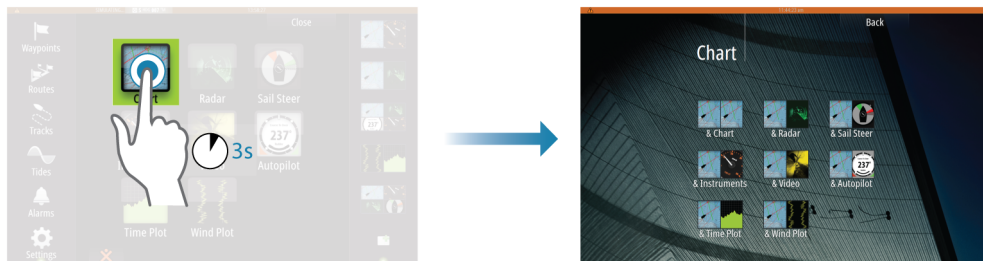 Close
Waypoints
Routes
Tracks
Tides
Alarms
Settings
Radar
Sail Steer
3s
237°
Autopilot
Time Plot
Wind Plot
237
Back
Chart
& Chart
& Radar
& Sail Steer
& Instruments
& Video
237°
& Autopilot
& Time Plot
& Wind Plot